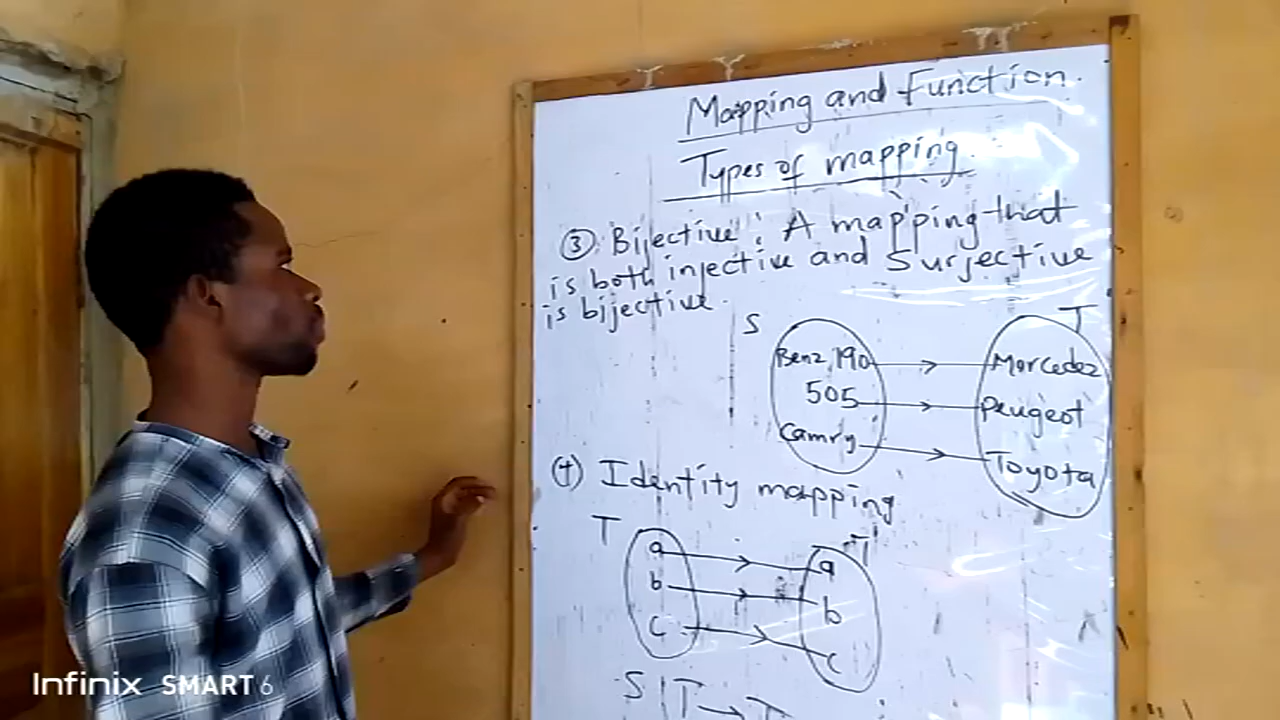 Mapping and Function.
Types of mapping
③ Bijective: A mapping that
is both injective and Surjective
is bijective.
S T
Benz 190 Morcedez
505 Peugeot
Camry Toyota
(4) Identity mapping
T T
a a
b b
c c
S | T → T
Infinix SMART 6